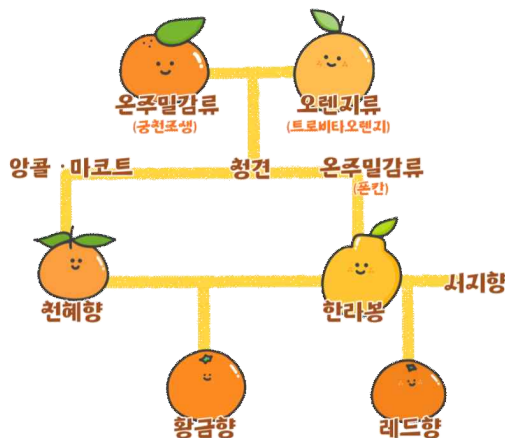 온주밀감류 오렌지류
(궁천조생) (트로비타오렌지)
앙콜·마코트 청견 온주밀감류
(폰칸)
천혜향 한라봉 서지향
황금향 레드향